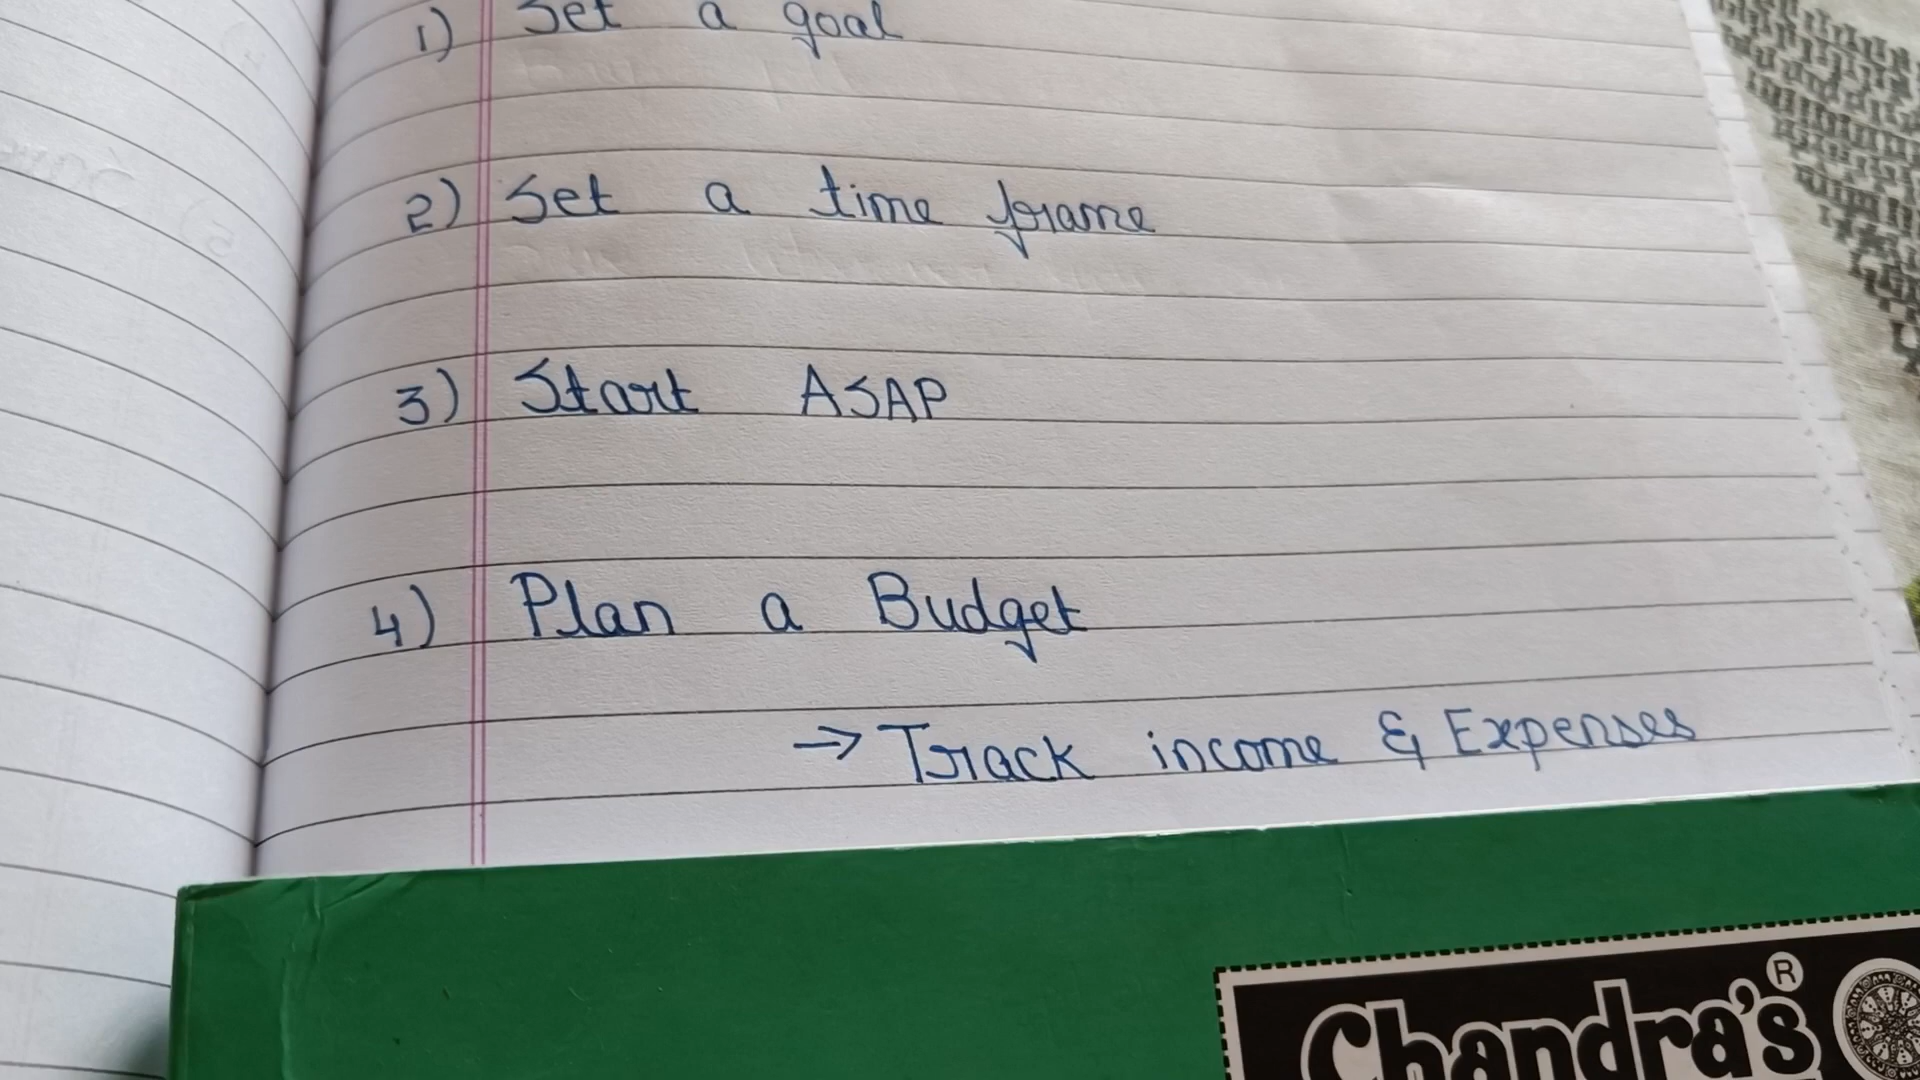 1) Set a goal
2) Set a time frame
3) Start ASAP
4) Plan a Budget
→ Track income & Expenses
Chandra's®